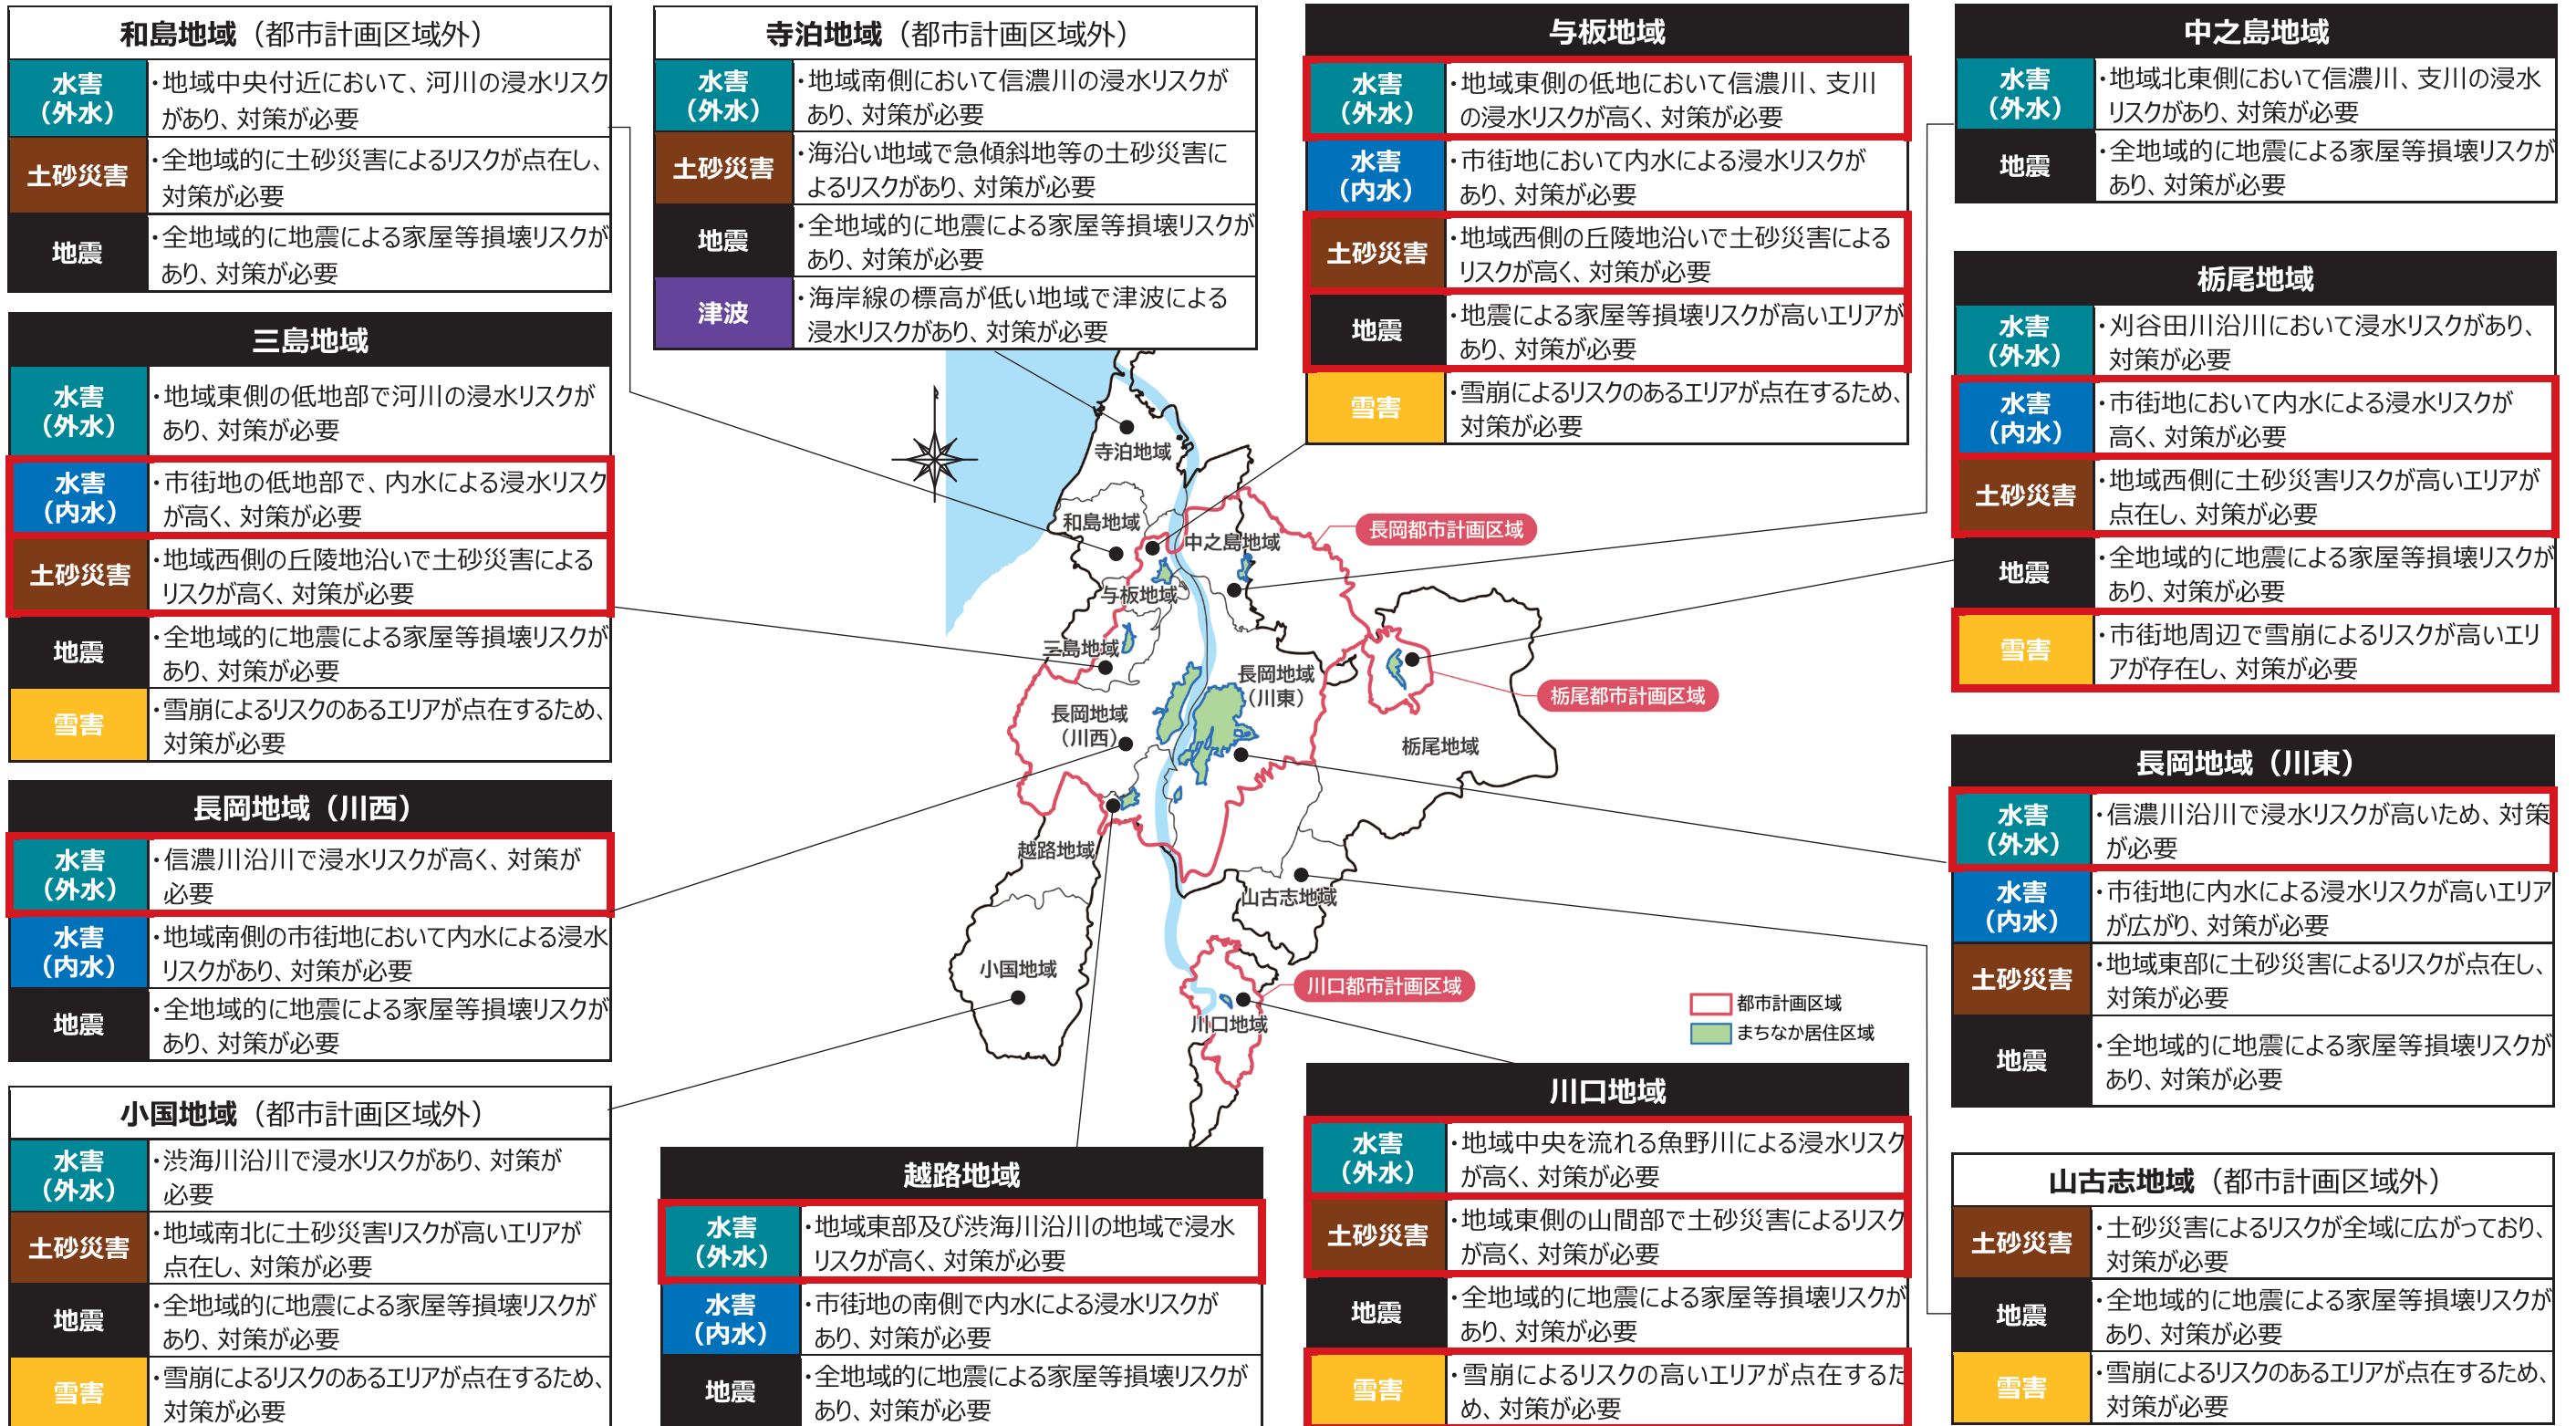 和島地域（都市計画区域外）
水害
（外水）
・地域中央付近において、河川の浸水リスク
があり、対策が必要
土砂災害
・全地域的に土砂災害によるリスクが点在し、
対策が必要
地震
・全地域的に地震による家屋等損壊リスクが
あり、対策が必要
三島地域
水害
（外水）
・地域東側の低地部で河川の浸水リスクが
あり、対策が必要
水害
（内水）
・市街地の低地部で、内水による浸水リスク
が高く、対策が必要
土砂災害
・地域西側の丘陵地沿いで土砂災害による
リスクが高く、対策が必要
地震
・全地域的に地震による家屋等損壊リスクが
あり、対策が必要
雪害
・雪崩によるリスクのあるエリアが点在するため、
対策が必要
長岡地域（川西）
水害
（外水）
・信濃川沿川で浸水リスクが高く、対策が
必要
水害
（内水）
・地域南側の市街地において内水による浸水
リスクがあり、対策が必要
地震
・全地域的に地震による家屋等損壊リスクが
あり、対策が必要
小国地域（都市計画区域外）
水害
（外水）
・渋海川沿川で浸水リスクがあり、対策が
必要
土砂災害
・地域南北に土砂災害リスクが高いエリアが
点在し、対策が必要
地震
・全地域的に地震による家屋等損壊リスクが
あり、対策が必要
雪害
・雪崩によるリスクのあるエリアが点在するため、
対策が必要
寺泊地域（都市計画区域外）
水害
（外水）
・地域南側において信濃川の浸水リスクが
あり、対策が必要
土砂災害
・海沿い地域で急傾斜地等の土砂災害に
よるリスクがあり、対策が必要
地震
・全地域的に地震による家屋等損壊リスクが
あり、対策が必要
津波
・海岸線の標高が低い地域で津波による
浸水リスクがあり、対策が必要
寺泊地域
和島地域
中之島地域
長岡都市計画区域
与板地域
三島地域
長岡地域
（川東）
栃尾都市計画区域
長岡地域
（川西）
栃尾地域
越路地域
山古志地域
小国地域
川口都市計画区域
川口地域
都市計画区域
まちなか居住区域
越路地域
水害
（外水）
・地域東部及び渋海川沿川の地域で浸水
リスクが高く、対策が必要
水害
（内水）
・市街地の南側で内水による浸水リスクが
あり、対策が必要
地震
・全地域的に地震による家屋等損壊リスクが
あり、対策が必要
与板地域
水害
（外水）
・地域東側の低地において信濃川、支川
の浸水リスクが高く、対策が必要
水害
（内水）
・市街地において内水による浸水リスクが
あり、対策が必要
土砂災害
・地域西側の丘陵地沿いで土砂災害による
リスクが高く、対策が必要
地震
・地震による家屋等損壊リスクが高いエリアが
あり、対策が必要
雪害
・雪崩によるリスクのあるエリアが点在するため、
対策が必要
川口地域
水害
（外水）
・地域中央を流れる魚野川による浸水リスク
が高く、対策が必要
土砂災害
・地域東側の山間部で土砂災害によるリスク
が高く、対策が必要
地震
・全地域的に地震による家屋等損壊リスクが
あり、対策が必要
雪害
・雪崩によるリスクの高いエリアが点在するた
め、対策が必要
中之島地域
水害
（外水）
・地域北東側において信濃川、支川の浸水
リスクがあり、対策が必要
地震
・全地域的に地震による家屋等損壊リスクが
あり、対策が必要
栃尾地域
水害
（外水）
・刈谷田川沿川において浸水リスクがあり、
対策が必要
水害
（内水）
・市街地において内水による浸水リスクが
高く、対策が必要
土砂災害
・地域西側に土砂災害リスクが高いエリアが
点在し、対策が必要
地震
・全地域的に地震による家屋等損壊リスクが
あり、対策が必要
雪害
・市街地周辺で雪崩によるリスクが高いエリ
アが存在し、対策が必要
長岡地域（川東）
水害
（外水）
・信濃川沿川で浸水リスクが高いため、対策
が必要
水害
（内水）
・市街地に内水による浸水リスクが高いエリア
が広がり、対策が必要
土砂災害
・地域東部に土砂災害によるリスクが点在し、
対策が必要
地震
・全地域的に地震による家屋等損壊リスクが
あり、対策が必要
山古志地域（都市計画区域外）
土砂災害
・土砂災害によるリスクが全域に広がっており、
対策が必要
地震
・全地域的に地震による家屋等損壊リスクが
あり、対策が必要
雪害
・雪崩によるリスクのあるエリアが点在するため、
対策が必要